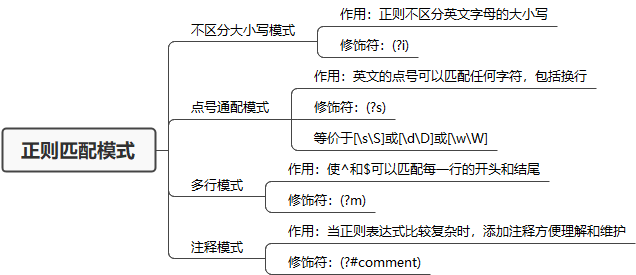 正则匹配模式
不区分大小写模式
作用：正则不区分英文字母的大小写
修饰符：(?i)
点号通配模式
作用：英文的点号可以匹配任何字符，包括换行
修饰符：(?s)
等价于[\s\S]或[\d\D]或[\w\W]
多行模式
作用：使^和$可以匹配每一行的开头和结尾
修饰符：(?m)
注释模式
作用：当正则表达式比较复杂时，添加注释方便理解和维护
修饰符：(?#comment)